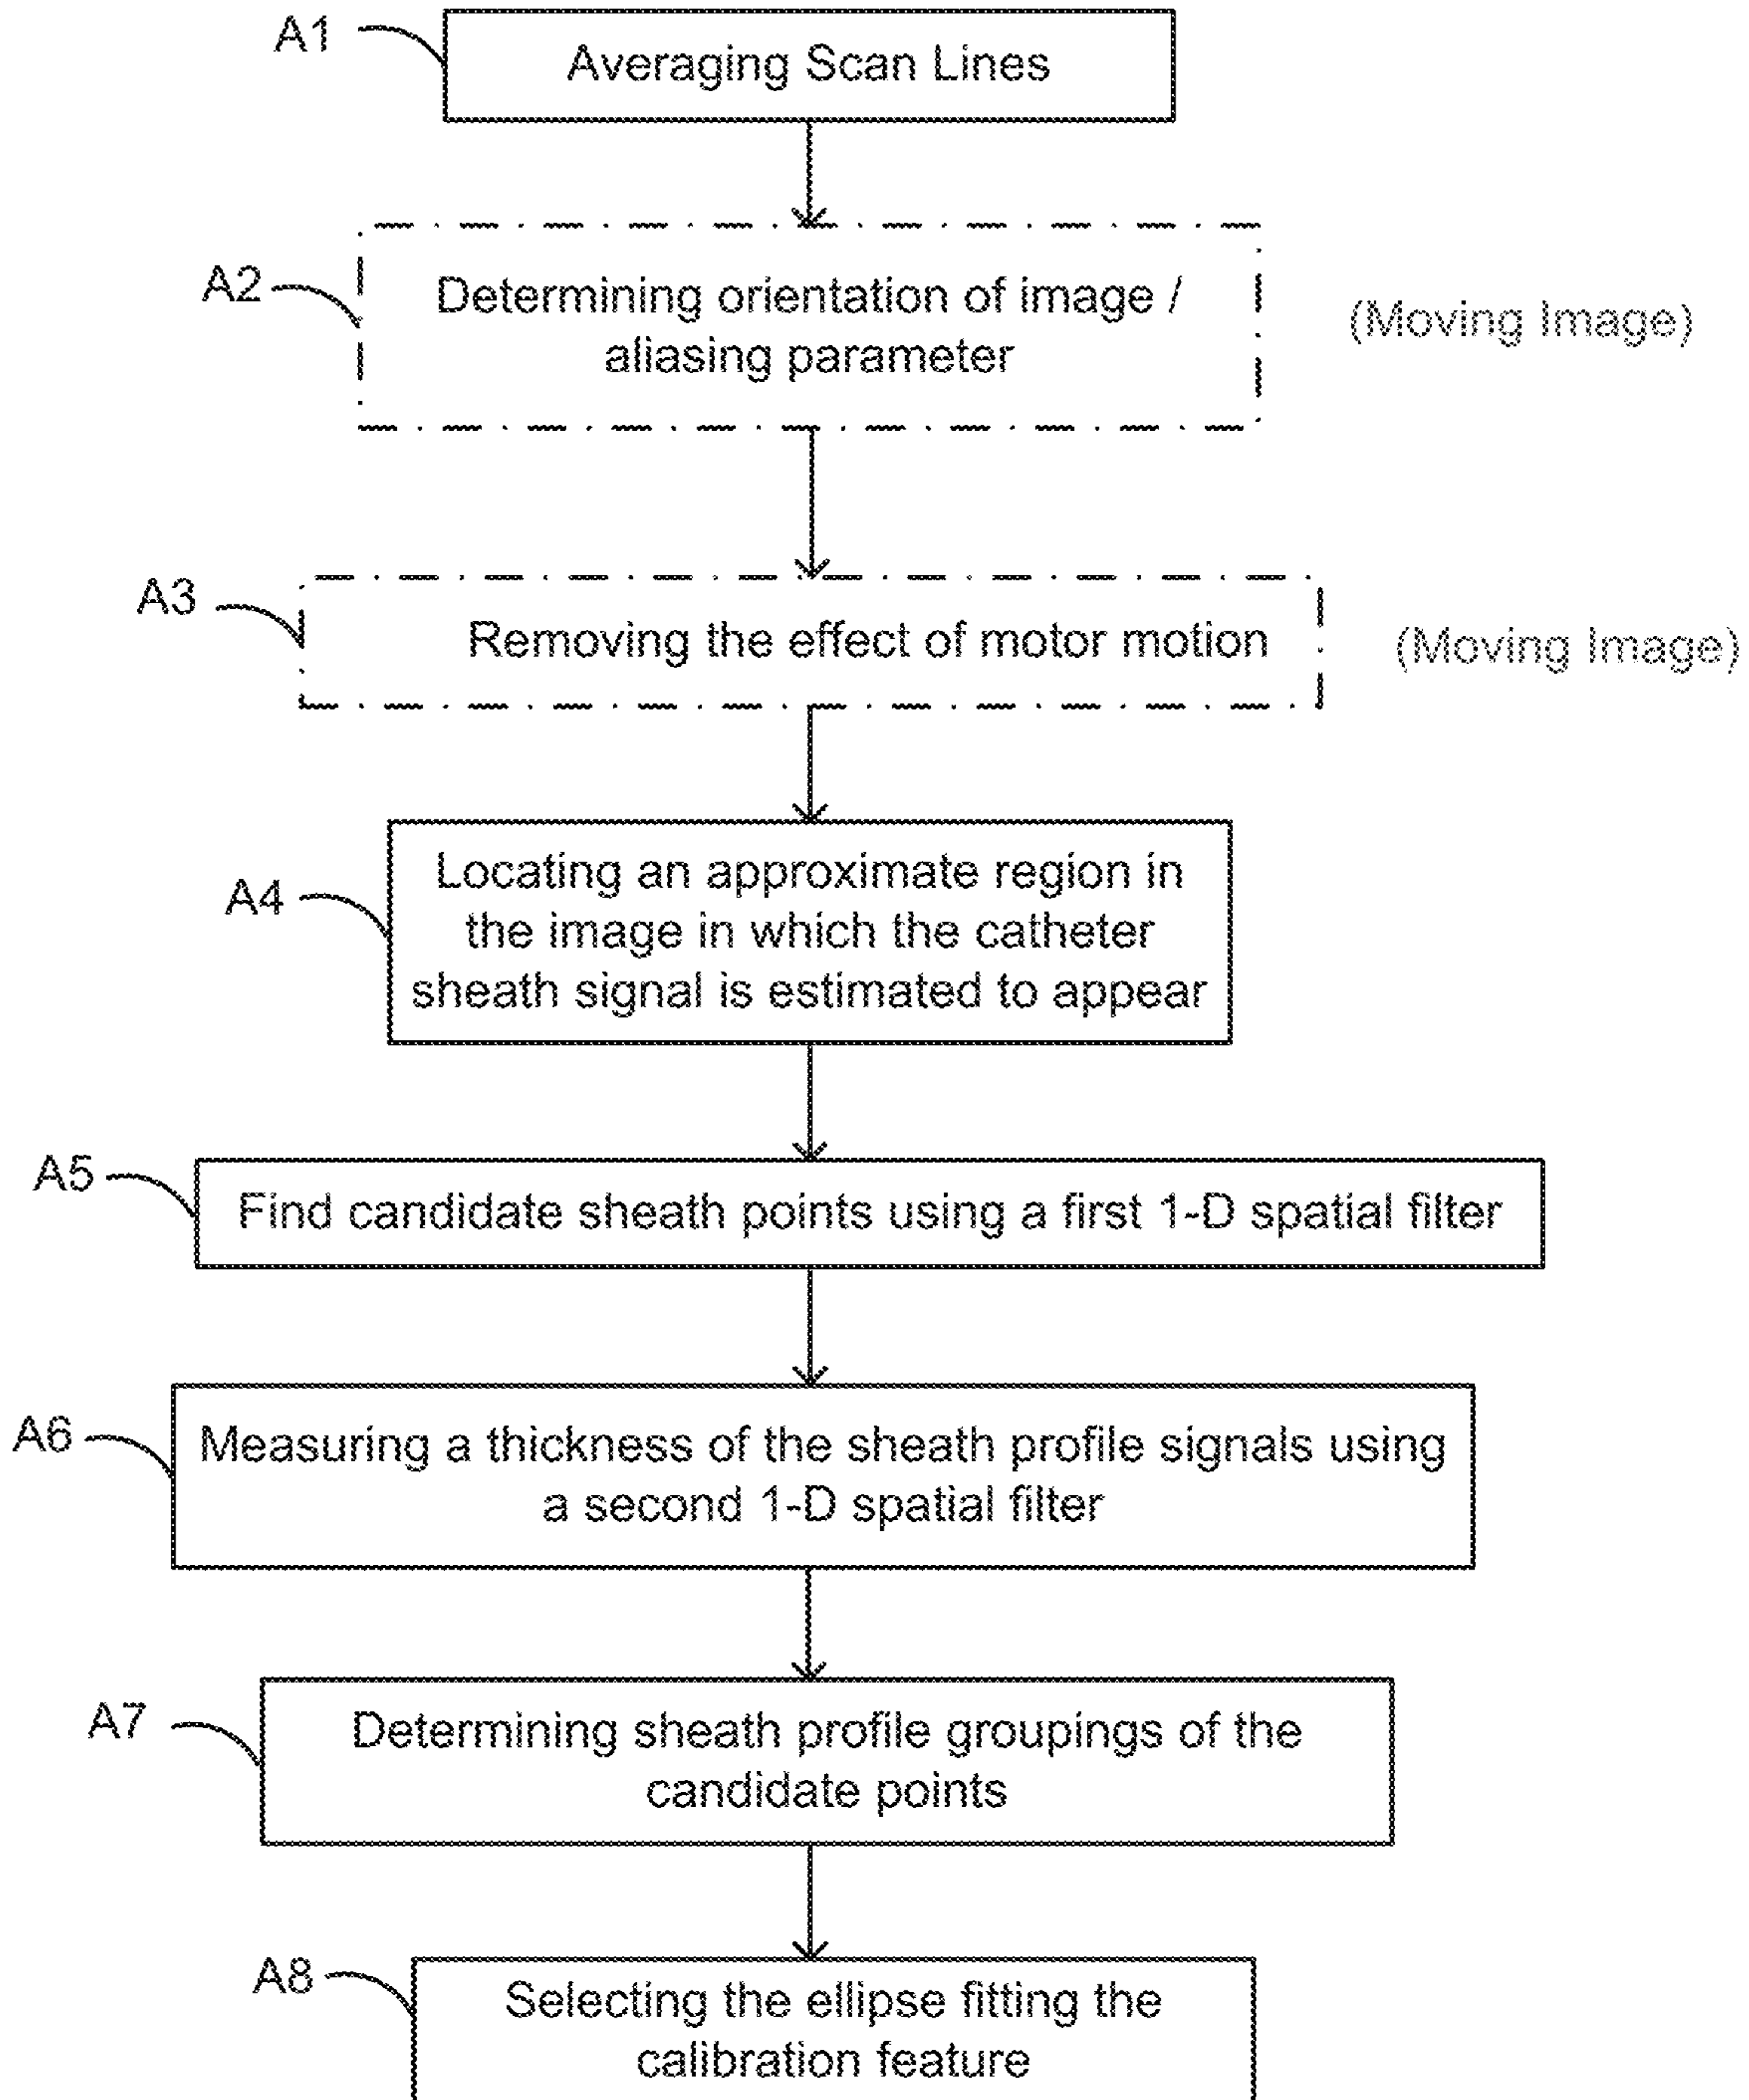 A1
Averaging Scan Lines
A2
Determining orientation of image /
aliasing parameter
(Moving Image)
A3
Removing the effect of motor motion
(Moving Image)
A4
Locating an approximate region in
the image in which the catheter
sheath signal is estimated to appear
A5
Find candidate sheath points using a first 1-D spatial filter
A6
Measuring a thickness of the sheath profile signals using
a second 1-D spatial filter
A7
Determining sheath profile groupings of the
candidate points
A8
Selecting the ellipse fitting the
calibration feature